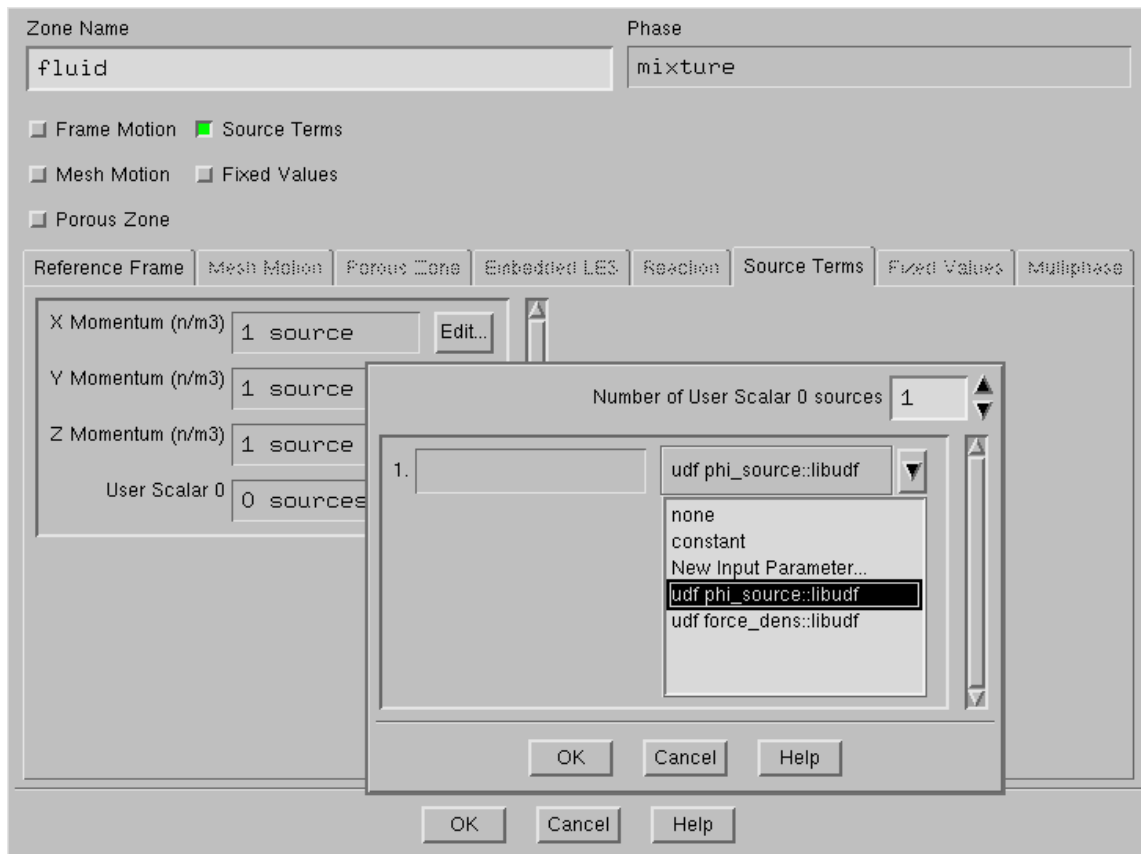 Zone Name Phase
fluid mixture
Frame Motion Source Terms
Mesh Motion Fixed Values
Porous Zone
Reference Frame Mesh Motion Porous Zone Embedded LES Reaction Source Terms Fixed Values Multiphase
X Momentum (n/m3) 1 source Edit...
Y Momentum (n/m3) 1 source
Z Momentum (n/m3) 1 source
User Scalar 0 0 sources
Number of User Scalar 0 sources 1
1. udf phi_source::libudf
none
constant
New Input Parameter...
udf phi_source::libudf
udf force_dens::libudf
OK Cancel Help
OK Cancel Help